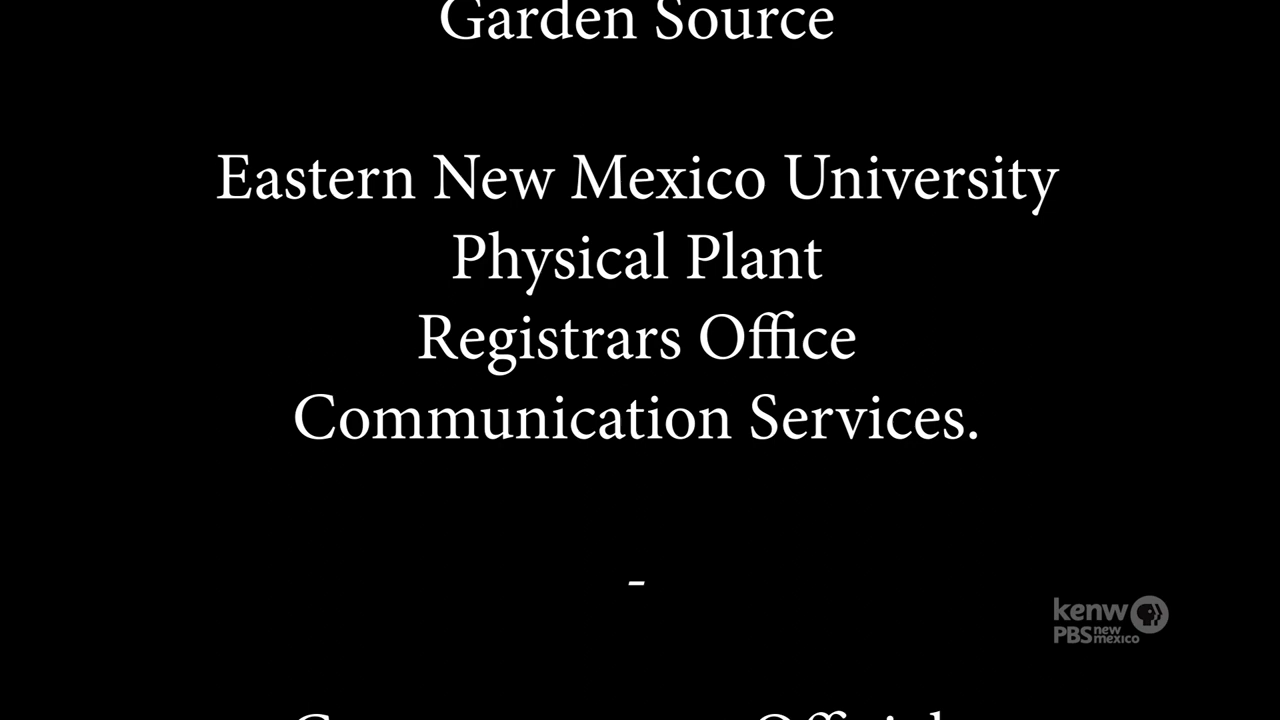 Garden Source
Eastern New Mexico University
Physical Plant
Registrars Office
Communication Services.
-
kenw
PBS new mexico